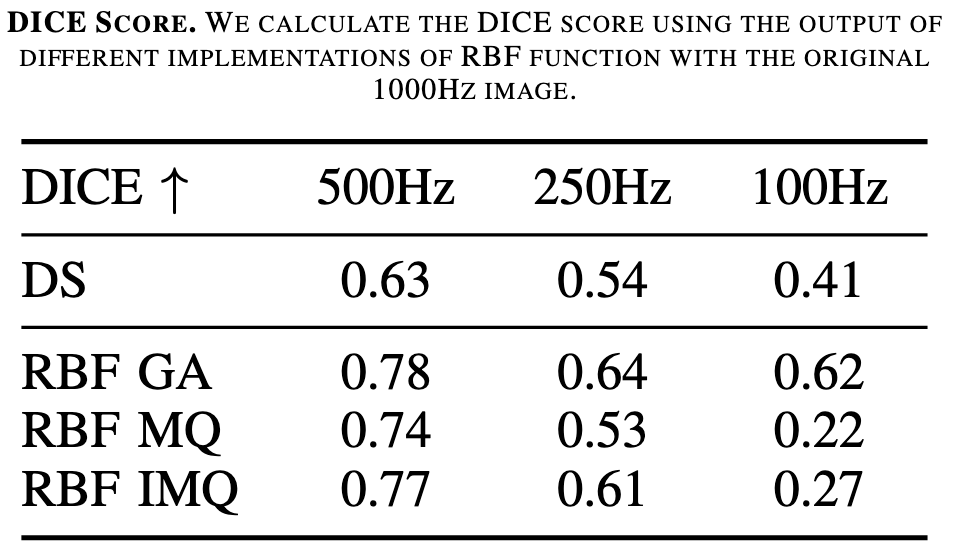 DICE SCORE. WE CALCULATE THE DICE SCORE USING THE OUTPUT OF
DIFFERENT IMPLEMENTATIONS OF RBF FUNCTION WITH THE ORIGINAL
1000HZ IMAGE.
DICE ↑ 500Hz 250Hz 100Hz
DS 0.63 0.54 0.41
RBF GA 0.78 0.64 0.62
RBF MQ 0.74 0.53 0.22
RBF IMQ 0.77 0.61 0.27